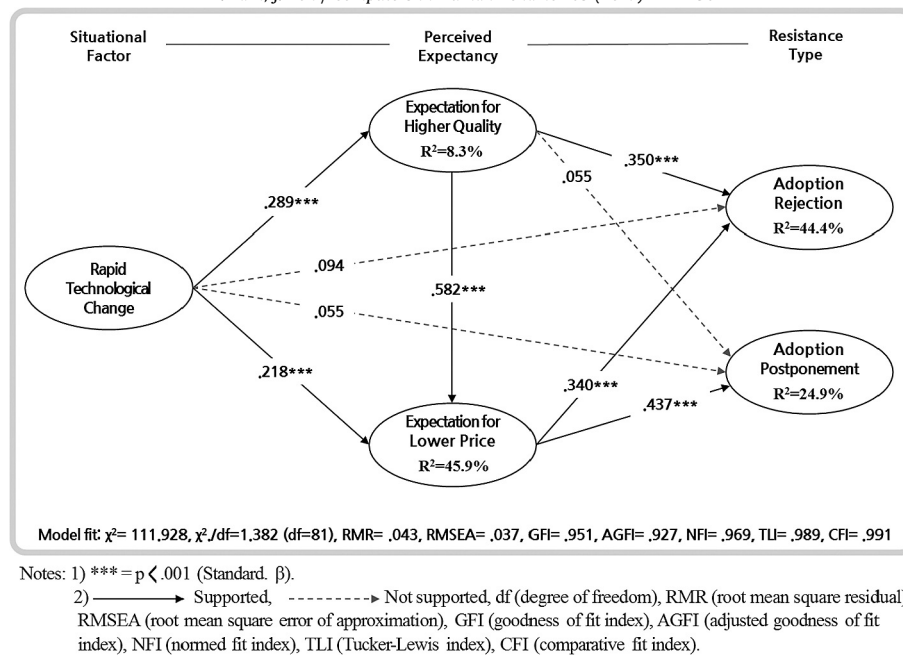 Situational Factor
Perceived Expectancy
Resistance Type
Expectation for
Higher Quality
R²=8.3%
.350***
.055
Adoption
Rejection
R²=44.4%
.289***
.094
Rapid
Technological
Change
.582***
.055
Adoption
Postponement
R²=24.9%
.218***
.340***
.437***
Expectation for
Lower Price
R²=45.9%
Model fit: χ²= 111.928, χ²./df=1.382 (df=81), RMR= .043, RMSEA= .037, GFI= .951, AGFI= .927, NFI= .969, TLI= .989, CFI= .991
Notes: 1) *** = p < .001 (Standard. β).
2) Supported, Not supported, df (degree of freedom), RMR (root mean square residual)
RMSEA (root mean square error of approximation), GFI (goodness of fit index), AGFI (adjusted goodness of fit
index), NFI (normed fit index), TLI (Tucker-Lewis index), CFI (comparative fit index).